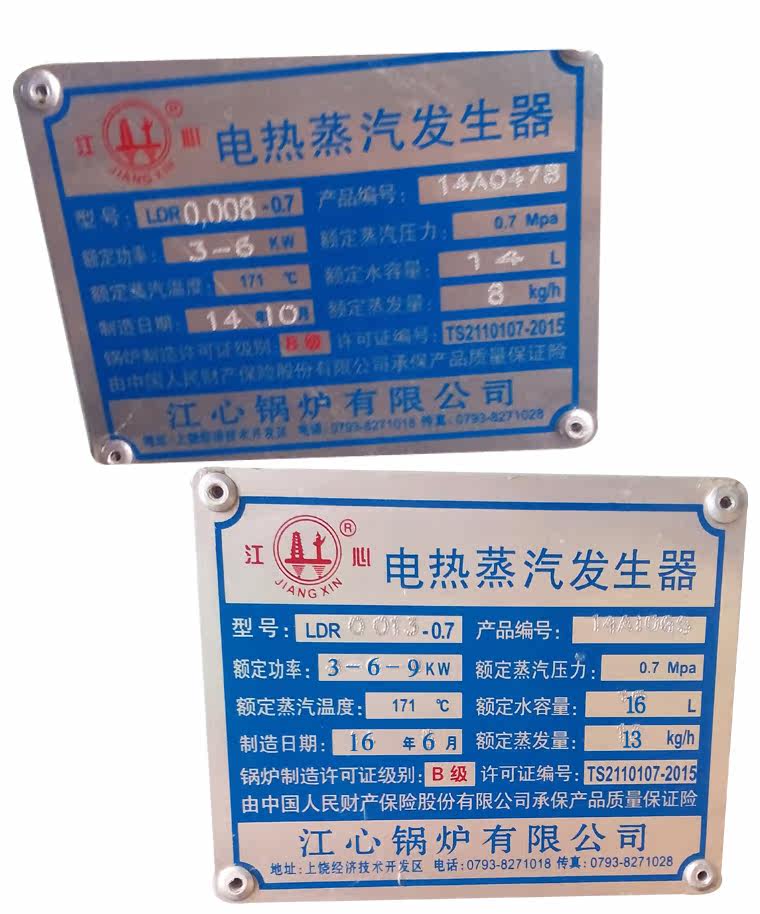 江 心 ®
JIANG XIN
电热蒸汽发生器
型号: LDR 0,008 -0.7 产品编号: 14A0478
额定功率: 3-6 KW 额定蒸汽压力: 0.7 Mpa
额定蒸汽温度: 171 ℃ 额定水容量: 14 L
制造日期: 14 年 10 月 额定蒸发量: 8 kg/h
锅炉制造许可证级别: B 级 许可证编号: TS2110107-2015
由中国人民财产保险股份有限公司承保产品质量保证险
江心锅炉有限公司
地址:上饶经济技术开发区 电话:0793-8271018 传真:0793-8271028
江 心 ®
JIANG XIN
电热蒸汽发生器
型号: LDR 0 013 -0.7 产品编号:
额定功率: 3-6-9 KW 额定蒸汽压力: 0.7 Mpa
额定蒸汽温度: 171 ℃ 额定水容量: 16 L
制造日期: 16 年 6 月 额定蒸发量: 13 kg/h
锅炉制造许可证级别: B 级 许可证编号: TS2110107-2015
由中国人民财产保险股份有限公司承保产品质量保证险
江心锅炉有限公司
地址:上饶经济技术开发区 电话:0793-8271018 传真:0793-8271028